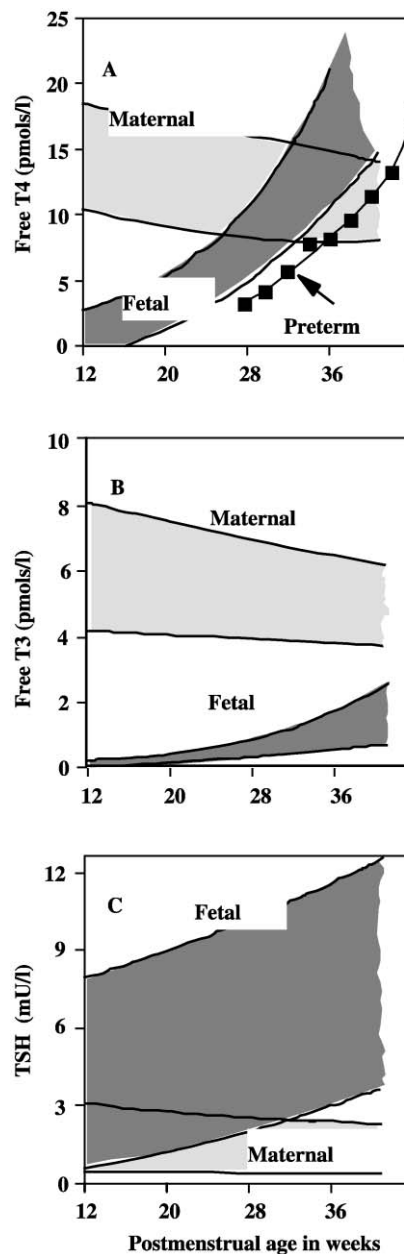 25
A
20
Maternal
15
10
5
Fetal
Preterm
0
12 20 28 36
Free T4 (pmols/l)
10
B
8
Maternal
6
4
Fetal
2
0
12 20 28 36
Free T3 (pmols/l)
12
C
Fetal
9
6
3
Maternal
0
12 20 28 36
TSH (mU/l)
Postmenstrual age in weeks